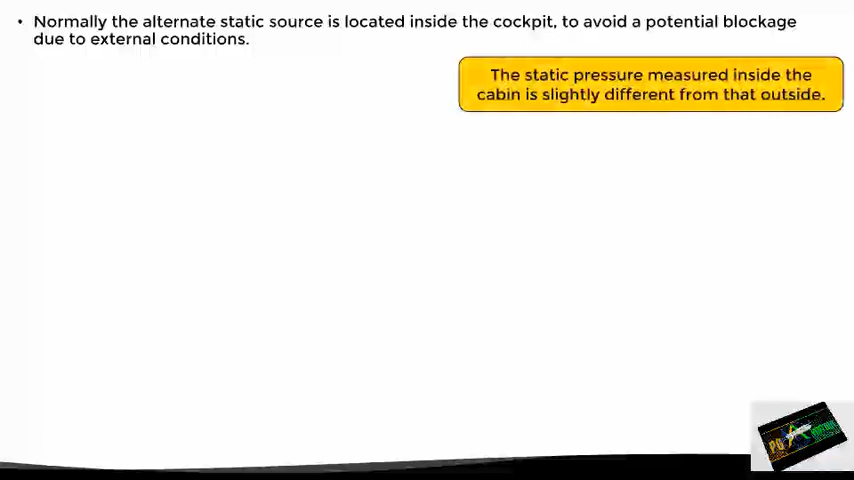 • Normally the alternate static source is located inside the cockpit, to avoid a potential blockage
due to external conditions.
The static pressure measured inside the
cabin is slightly different from that outside.